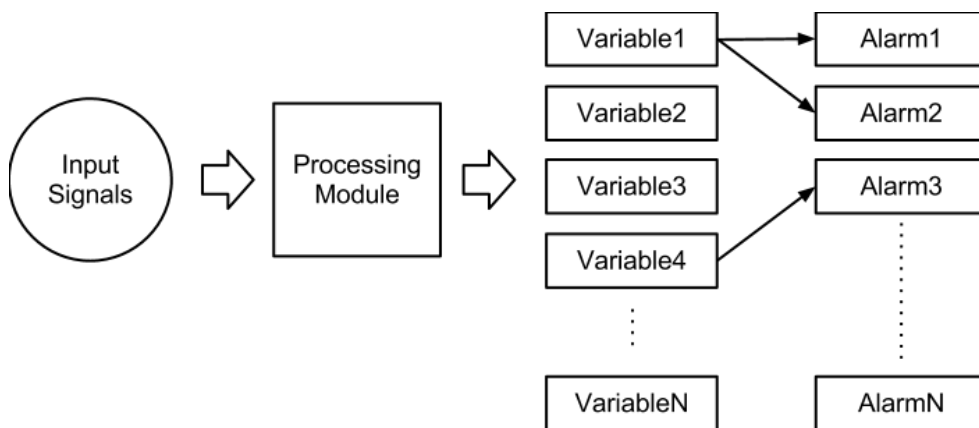 Input
Signals
Processing
Module
Variable1
Variable2
Variable3
Variable4
VariableN
Alarm1
Alarm2
Alarm3
AlarmN